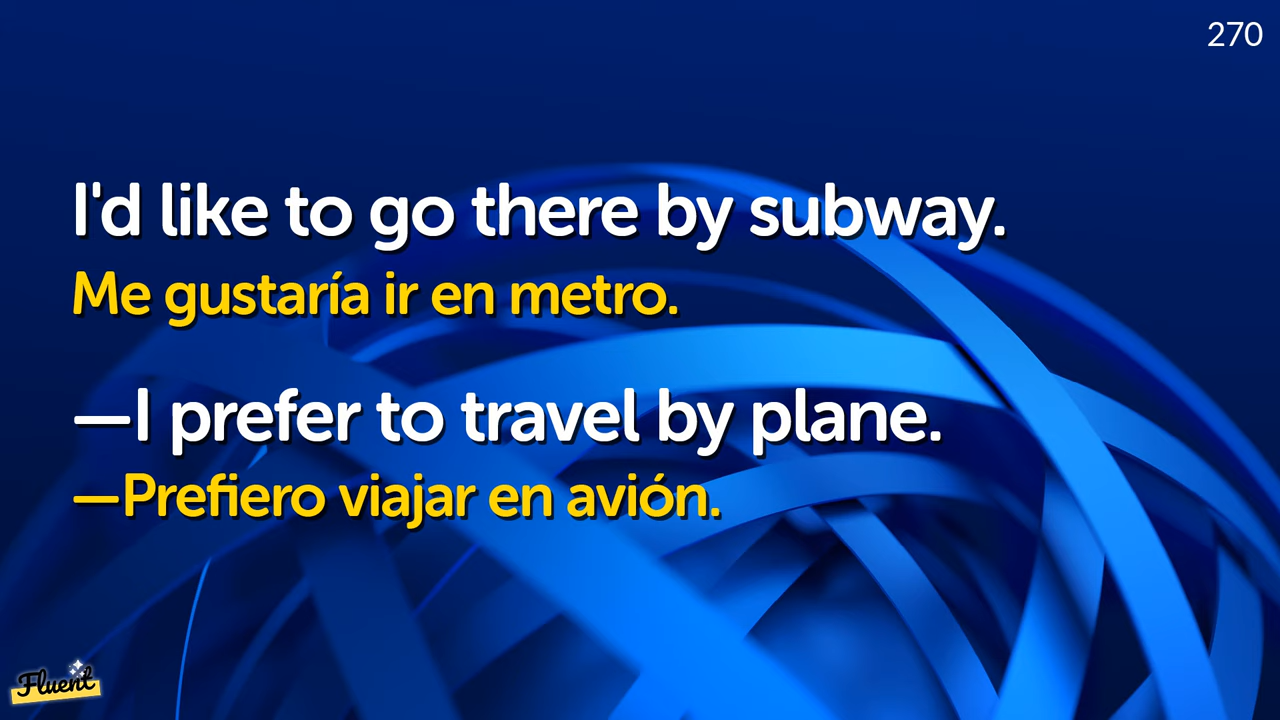 270
I'd like to go there by subway.
Me gustaría ir en metro.
—I prefer to travel by plane.
—Prefiero viajar en avión.
Fluent